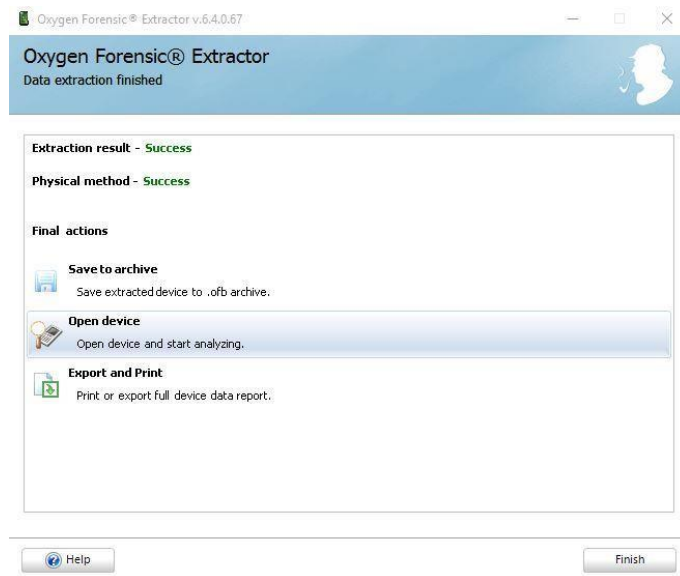 Oxygen Forensic® Extractor v.6.4.0.67
Oxygen Forensic® Extractor
Data extraction finished
Extraction result - Success
Physical method - Success
Final actions
Save to archive
Save extracted device to .ofb archive.
Open device
Open device and start analyzing.
Export and Print
Print or export full device data report.
Help
Finish